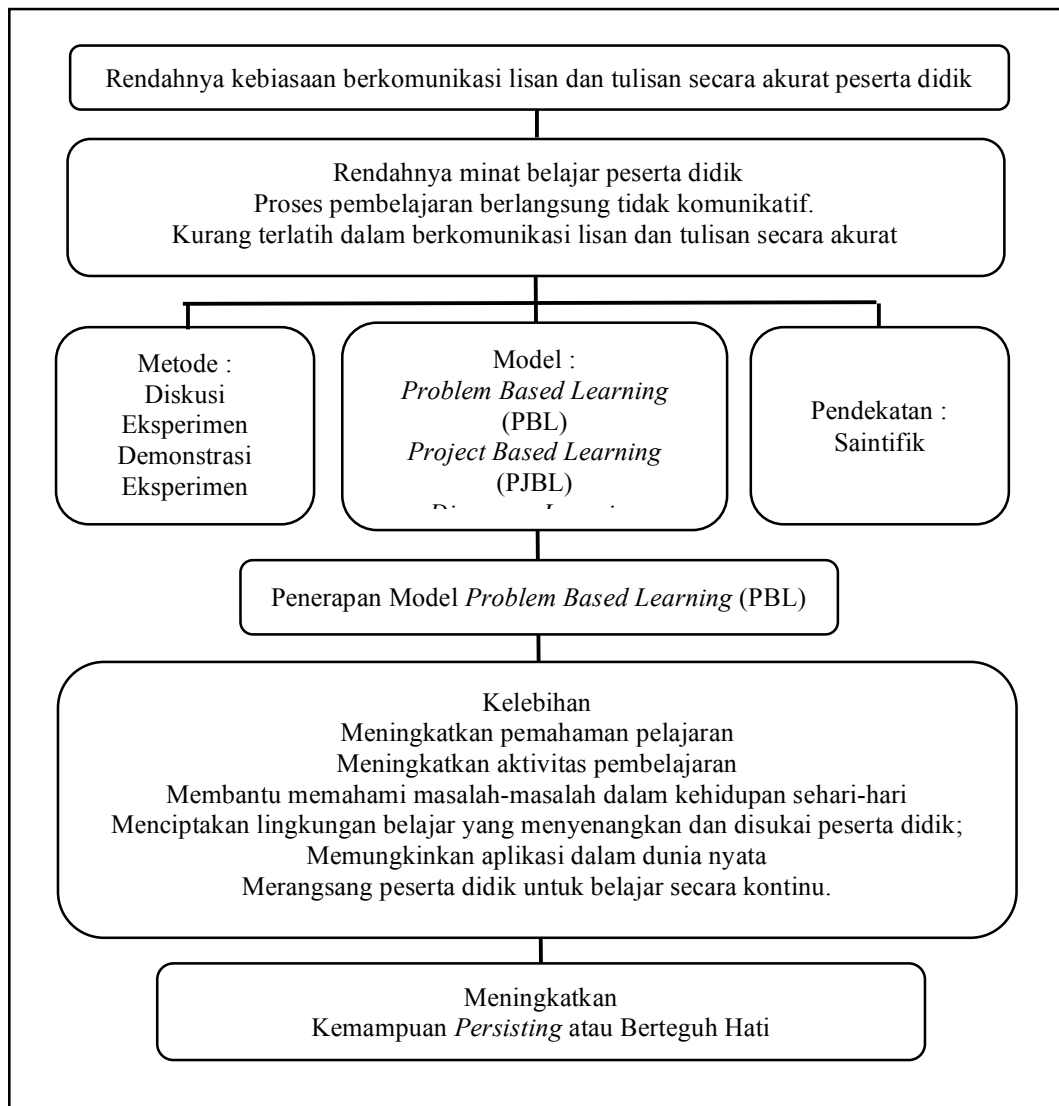 Rendahnya kebiasaan berkomunikasi lisan dan tulisan secara akurat peserta didik
Rendahnya minat belajar peserta didik
Proses pembelajaran berlangsung tidak komunikatif.
Kurang terlatih dalam berkomunikasi lisan dan tulisan secara akurat
Metode :
Diskusi
Eksperimen
Demonstrasi
Eksperimen
Model :
Problem Based Learning
(PBL)
Project Based Learning
(PJBL)
Pendekatan :
Saintifik
Penerapan Model Problem Based Learning (PBL)
Kelebihan
Meningkatkan pemahaman pelajaran
Meningkatkan aktivitas pembelajaran
Membantu memahami masalah-masalah dalam kehidupan sehari-hari
Menciptakan lingkungan belajar yang menyenangkan dan disukai peserta didik;
Memungkinkan aplikasi dalam dunia nyata
Merangsang peserta didik untuk belajar secara kontinu.
Meningkatkan
Kemampuan Persisting atau Berteguh Hati